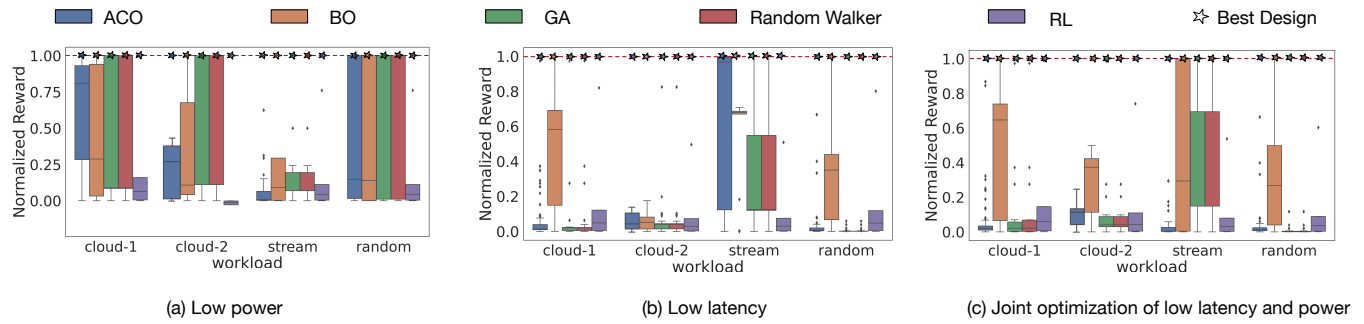 ACO BO GA Random Walker RL Best Design
Normalized Reward
1.00
0.75
0.50
0.25
0.00
cloud-1 cloud-2 stream random
workload
(a) Low power
Normalized Reward
1.0
0.8
0.6
0.4
0.2
0.0
cloud-1 cloud-2 stream random
workload
(b) Low latency
Normalized Reward
1.0
0.8
0.6
0.4
0.2
0.0
cloud-1 cloud-2 stream random
workload
(c) Joint optimization of low latency and power